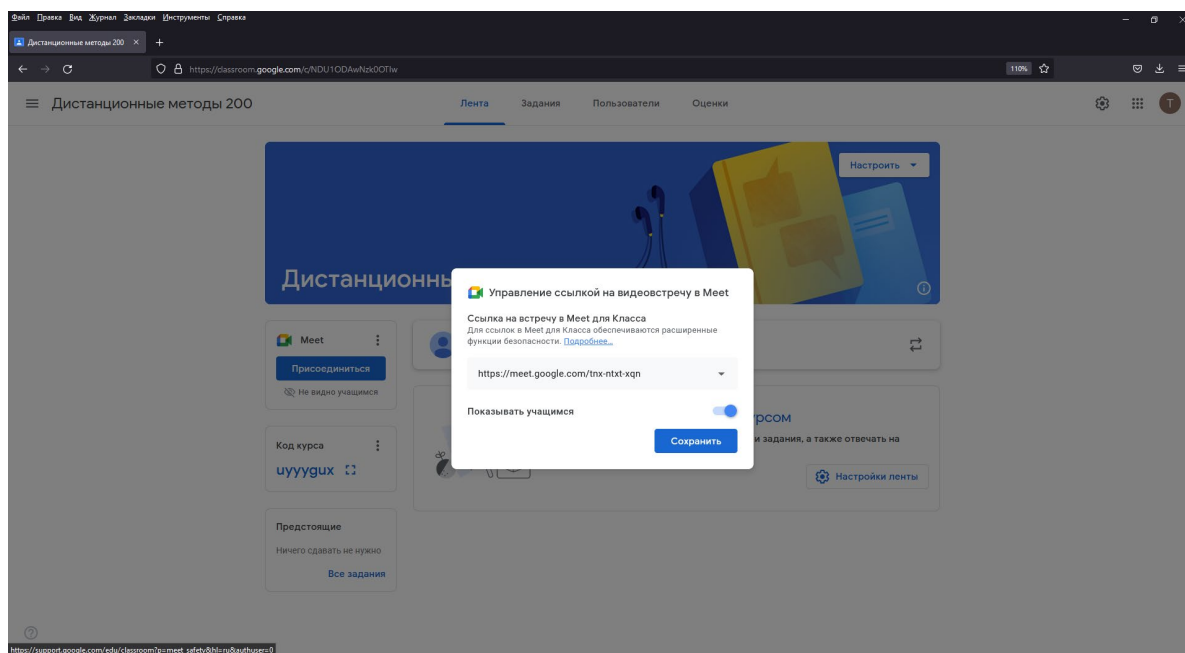 Файл Правка Вид Журнал Закладки Инструменты Справка
Дистанционные методы 200
https://classroom.google.com/c/NDU1ODAwNzk0OTIw
110%
Дистанционные методы 200
Лента Задания Пользователи Оценки
T
Настроить
Дистанционны
Управление ссылкой на видеовстречу в Meet
Ссылка на встречу в Meet для Класса
Для ссылок в Meet для Класса обеспечиваются расширенные
функции безопасности. Подробнее…
https://meet.google.com/tnx-ntxt-xqn
Показывать учащимся
Сохранить
Meet
Присоединиться
Не видно учащимся
Код курса
uyyygux
рсом
и задания, а также отвечать на
Настройки ленты
Предстоящие
Ничего сдавать не нужно
Все задания
https://support.google.com/edu/classroom?p=meet_safety&hl=ru&authuser=0